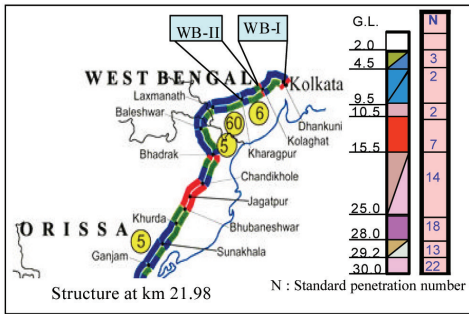 WB-II
WB-I
WEST BENGAL
Kolkata
Laxmanath
Baleshwar
6
60
5
Dhankuni
Kolaghat
Kharagpur
Bhadrak
Chandikhole
Jagatpur
ORISSA
Khurda
Bhubaneshwar
5
Sunakhala
Ganjam
Structure at km 21.98
G.L.
N
2.0
3
4.5
2
9.5
10.5
2
15.5
7
14
25.0
18
28.0
13
29.2
30.0
22
N : Standard penetration number